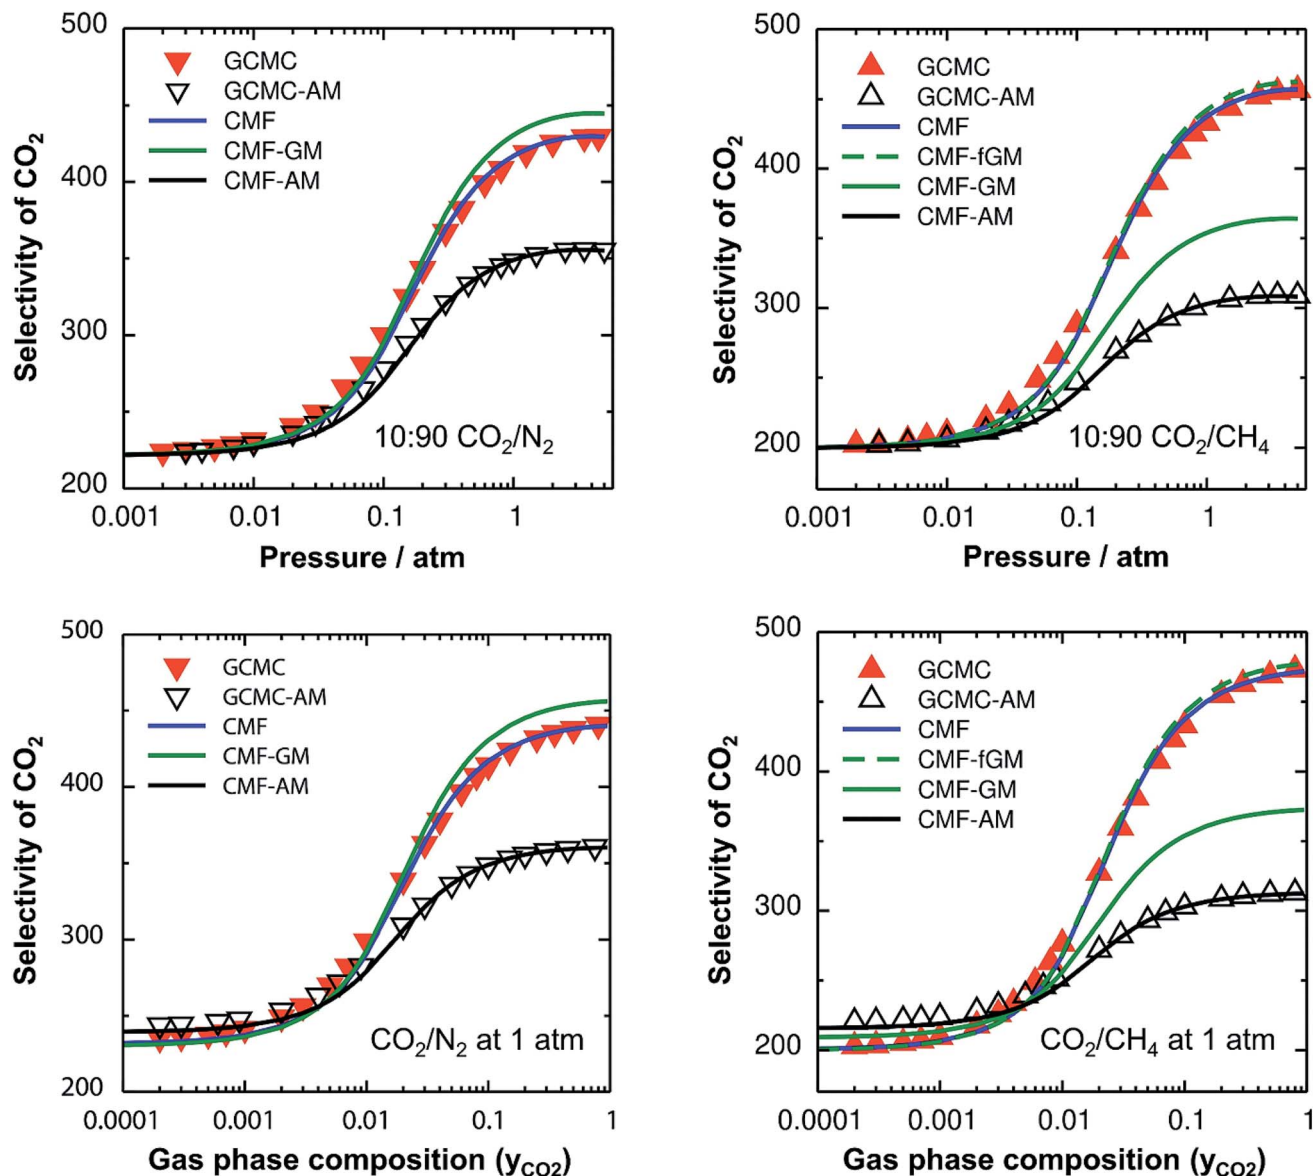 500
400
300
200
Selectivity of CO2
GCMC
GCMC-AM
CMF
CMF-GM
CMF-AM
10:90 CO2/N2
0.001 0.01 0.1 1
Pressure / atm
500
400
300
200
Selectivity of CO2
GCMC
GCMC-AM
CMF
CMF-fGM
CMF-GM
CMF-AM
10:90 CO2/CH4
0.001 0.01 0.1 1
Pressure / atm
500
400
300
200
Selectivity of CO2
GCMC
GCMC-AM
CMF
CMF-GM
CMF-AM
CO2/N2 at 1 atm
0.0001 0.001 0.01 0.1 1
Gas phase composition (yCO2)
500
400
300
200
Selectivity of CO2
GCMC
GCMC-AM
CMF
CMF-fGM
CMF-GM
CMF-AM
CO2/CH4 at 1 atm
0.0001 0.001 0.01 0.1 1
Gas phase composition (yCO2)